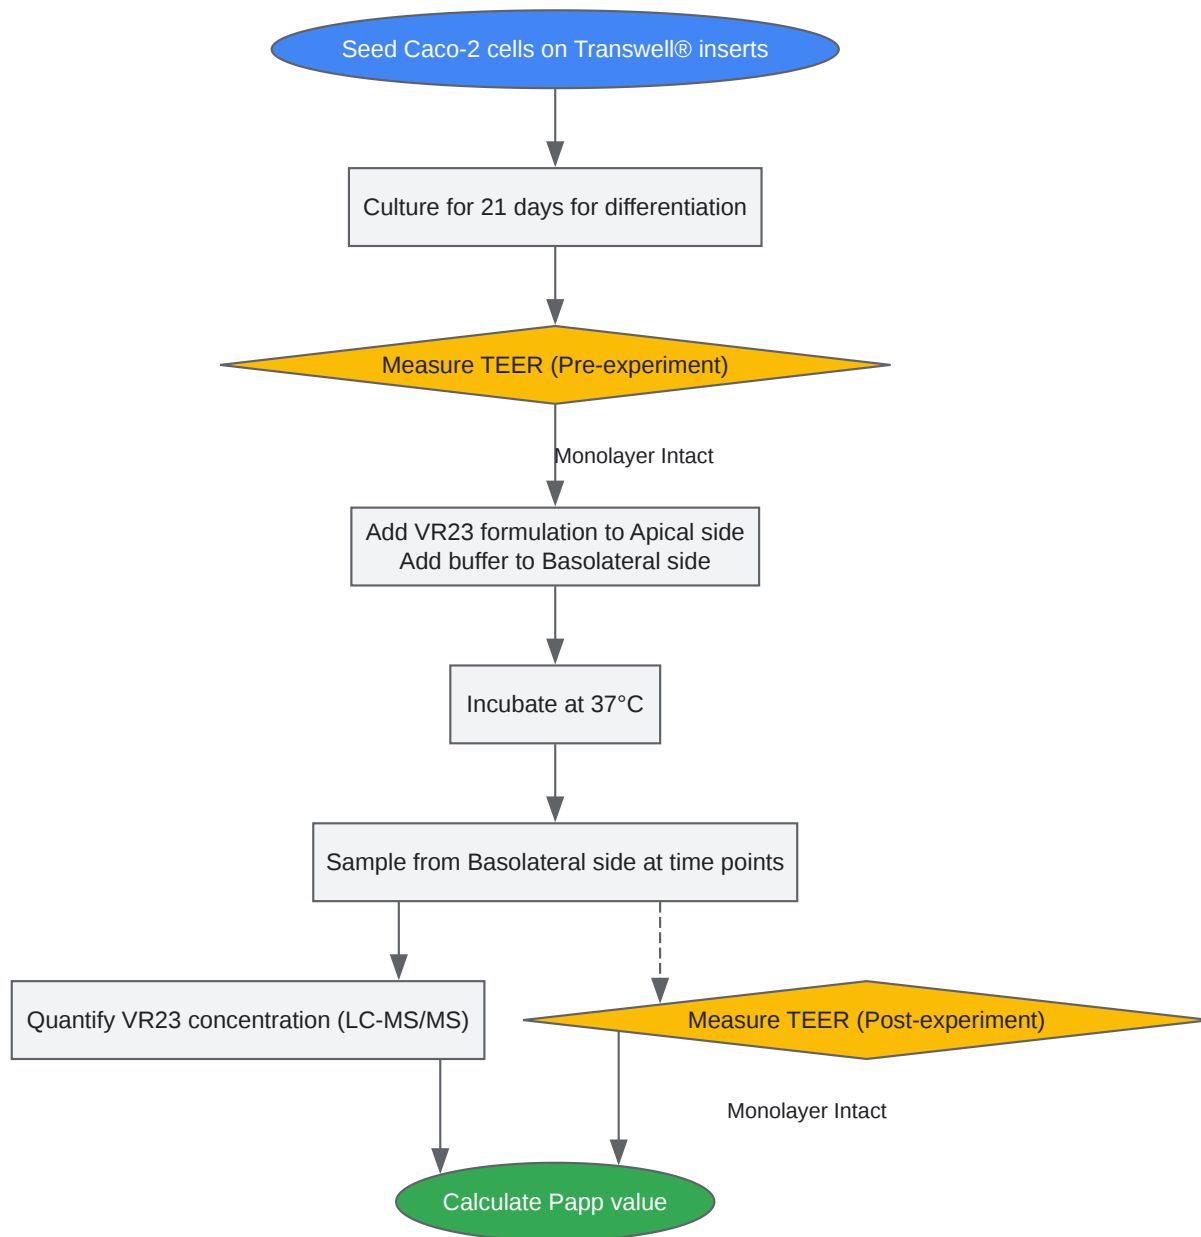 Seed Caco-2 cells on Transwell® inserts
Culture for 21 days for differentiation
Measure TEER (Pre-experiment)
Monolayer Intact
Add VR23 formulation to Apical side
Add buffer to Basolateral side
Incubate at 37°C
Sample from Basolateral side at time points
Quantify VR23 concentration (LC-MS/MS)
Measure TEER (Post-experiment)
Monolayer Intact
Calculate Papp value